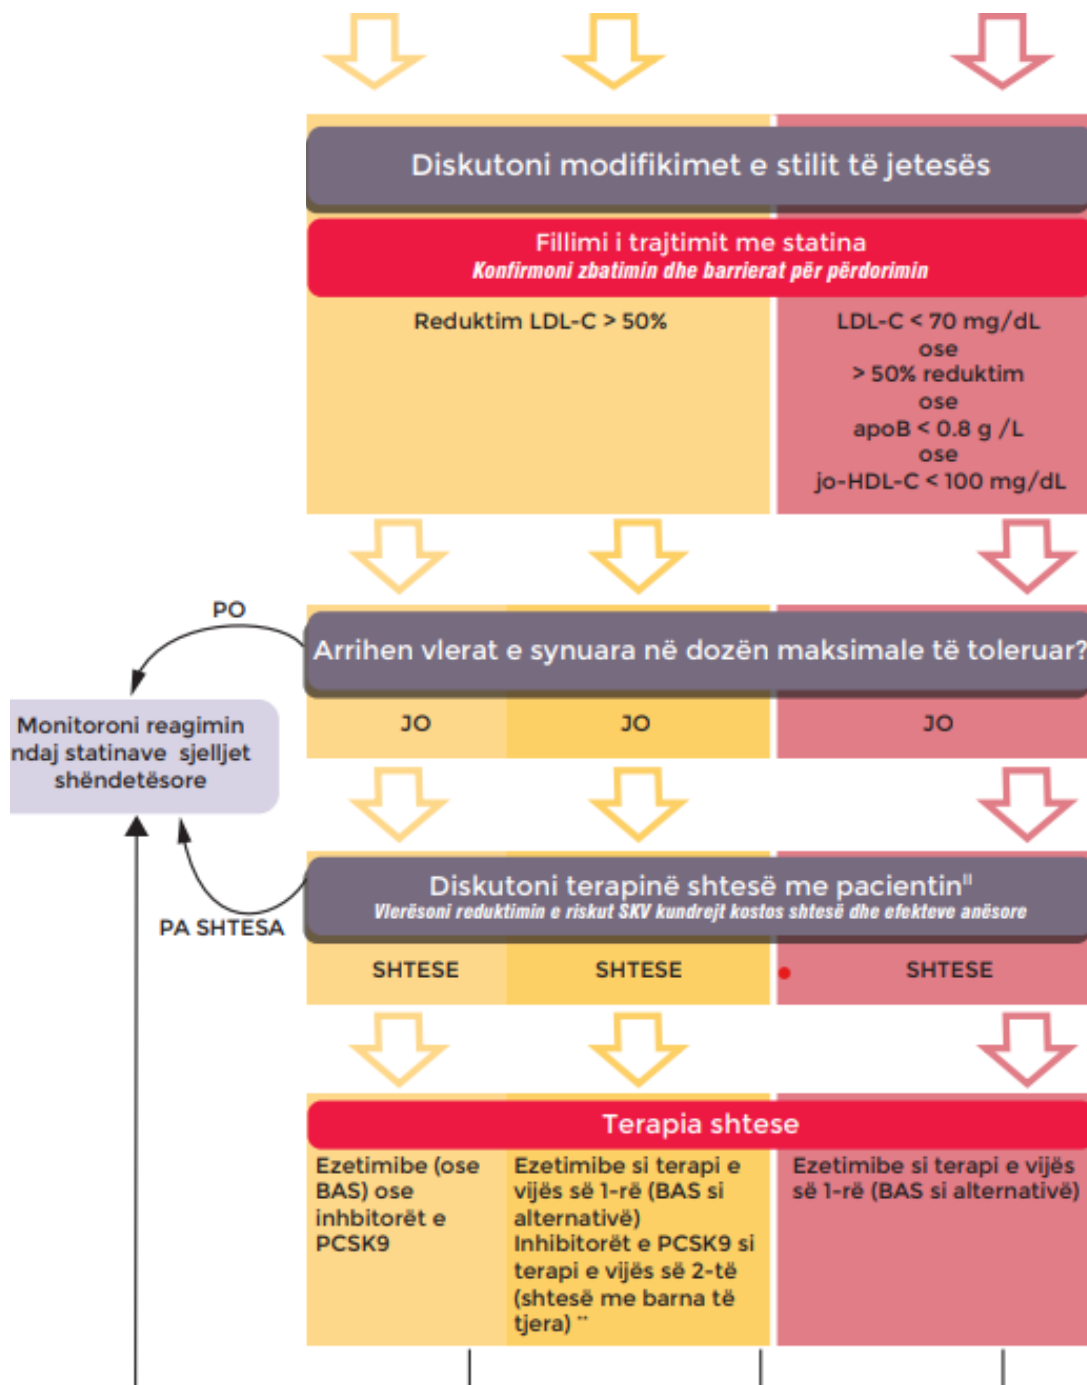 Diskutoni modifikimet e stilit të jetesës
Fillimi i trajtimit me statina
Konfirmoni zbatimin dhe barrierat për përdorimin
Reduktim LDL-C > 50%
LDL-C < 70 mg/dL
ose
> 50% reduktim
ose
apoB < 0.8 g /L
ose
jo-HDL-C < 100 mg/dL
PO
Arrihen vlerat e synuara në dozën maksimale të toleruar?
JO
JO
JO
Monitoroni reagimin
ndaj statinave sjelljet
shëndetësore
Diskutoni terapinë shtesë me pacientin||
Vlerësoni reduktimin e riskut SKV kundrejt kostos shtesë dhe efekteve anësore
PA SHTESA
SHTESE
SHTESE
SHTESE
Terapia shtese
Ezetimibe (ose
BAS) ose
inhbitorët e
PCSK9
Ezetimibe si terapi e
vijës së 1-rë (BAS si
alternativë)
Inhibitorët e PCSK9 si
terapi e vijës së 2-të
(shtesë me barna të
tjera) **
Ezetimibe si terapi e vijës
së 1-rë (BAS si alternativë)